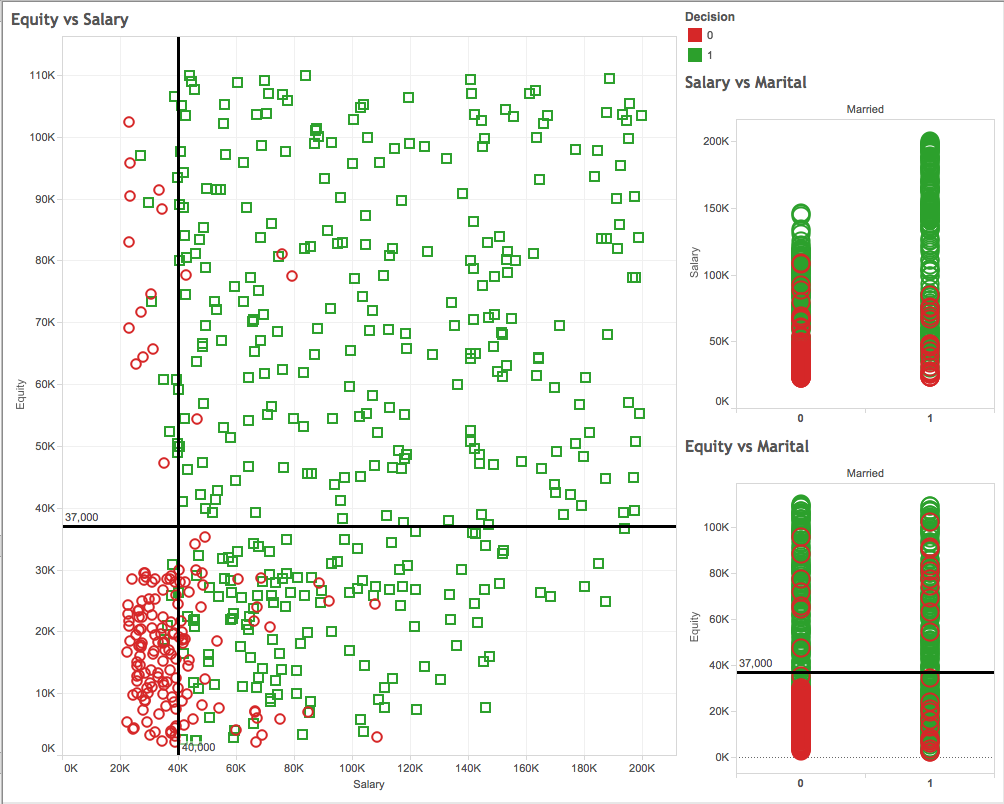 Equity vs Salary
110K
100K
90K
80K
70K
60K
50K
40K
30K
20K
10K
0K
Equity
37,000
40,000
0K 20K 40K 60K 80K 100K 120K 140K 160K 180K 200K
Salary
Decision
0
1
Salary vs Marital
Married
200K
150K
100K
50K
0K
Salary
0 1
Equity vs Marital
Married
100K
80K
60K
40K
20K
0K
Equity
37,000
0 1